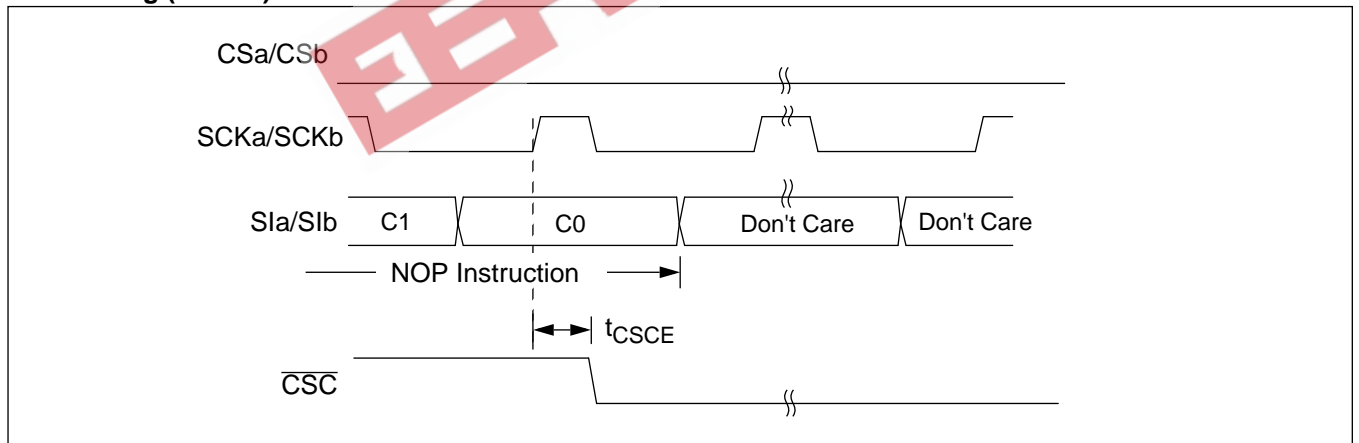 CSa/CSb
SCKa/SCKb
SIa/SIb C1 C0 Don't Care Don't Care
NOP Instruction
tCSCE
CSC